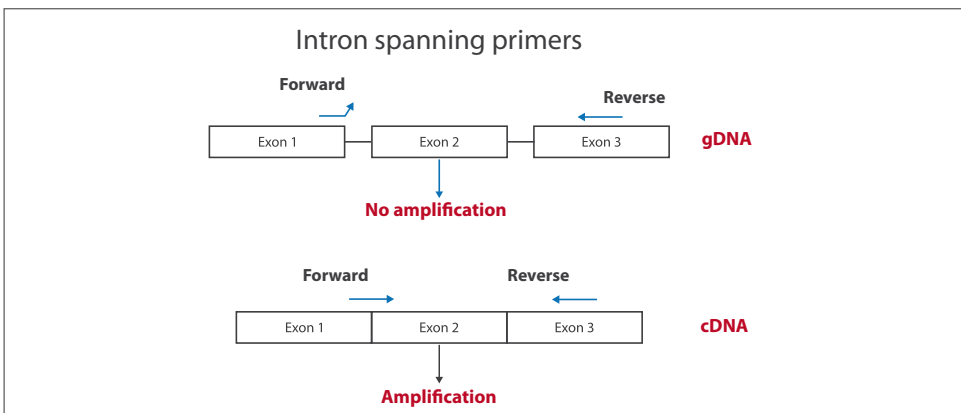 Intron spanning primers
Forward
Reverse
Exon 1 Exon 2 Exon 3 gDNA
No amplification
Forward Reverse
Exon 1 Exon 2 Exon 3 cDNA
Amplification